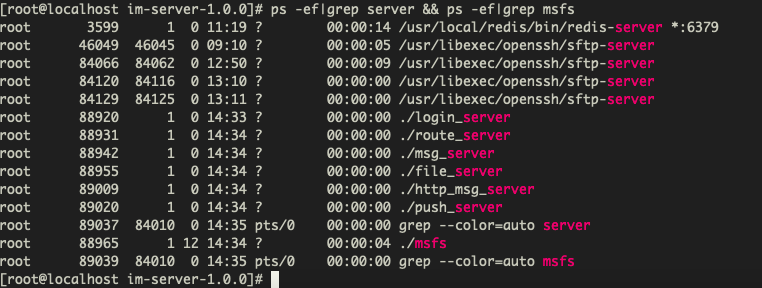 [root@localhost im-server-1.0.0]# ps -ef|grep server && ps -ef|grep msfs
root       3599      1  0 11:19 ?        00:00:14 /usr/local/redis/bin/redis-server *:6379
root      46049  46045  0 09:10 ?        00:00:05 /usr/libexec/openssh/sftp-server
root      84066  84062  0 12:50 ?        00:00:09 /usr/libexec/openssh/sftp-server
root      84120  84116  0 13:10 ?        00:00:00 /usr/libexec/openssh/sftp-server
root      84129  84125  0 13:11 ?        00:00:00 /usr/libexec/openssh/sftp-server
root      88920      1  0 14:33 ?        00:00:00 ./login_server
root      88931      1  0 14:34 ?        00:00:00 ./route_server
root      88942      1  0 14:34 ?        00:00:00 ./msg_server
root      88955      1  0 14:34 ?        00:00:00 ./file_server
root      89009      1  0 14:34 ?        00:00:00 ./http_msg_server
root      89020      1  0 14:34 ?        00:00:00 ./push_server
root      89037  84010  0 14:35 pts/0    00:00:00 grep --color=auto server
root      88965      1 12 14:34 ?        00:00:04 ./msfs
root      89039  84010  0 14:35 pts/0    00:00:00 grep --color=auto msfs
[root@localhost im-server-1.0.0]#